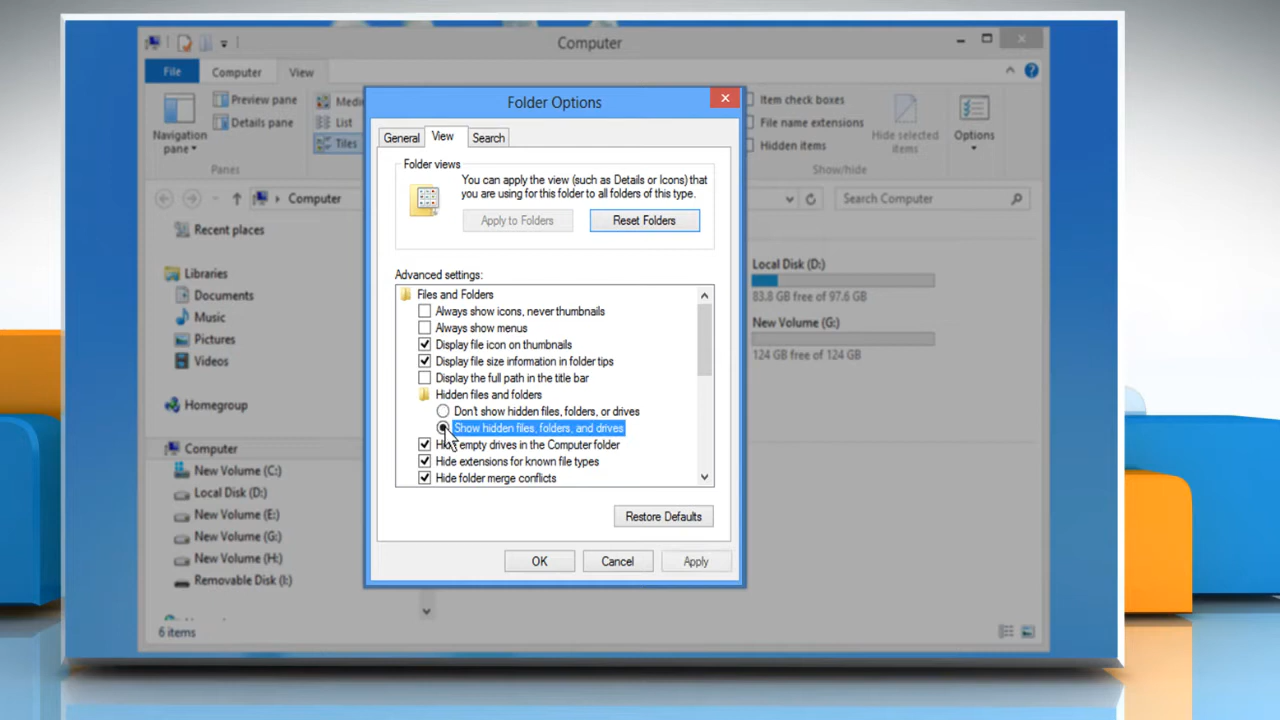 Computer
File
Computer
View
Preview pane
Details pane
Navigation
pane
Panes
List
Tiles
Item check boxes
File name extensions
Hidden items
Hide selected
items
Options
Show/hide
Computer
Search Computer
Recent places
Libraries
Documents
Music
Pictures
Videos
Homegroup
Computer
New Volume (C:)
Local Disk (D:)
New Volume (E:)
New Volume (G:)
New Volume (H:)
Removable Disk (I:)
6 items
Local Disk (D:)
83.8 GB free of 97.6 GB
New Volume (G:)
124 GB free of 124 GB
Folder Options
General
View
Search
Folder views
You can apply the view (such as Details or Icons) that
you are using for this folder to all folders of this type.
Apply to Folders
Reset Folders
Advanced settings:
Files and Folders
Always show icons, never thumbnails
Always show menus
Display file icon on thumbnails
Display file size information in folder tips
Display the full path in the title bar
Hidden files and folders
Don't show hidden files, folders, or drives
Show hidden files, folders, and drives
empty drives in the Computer folder
Hide extensions for known file types
Hide folder merge conflicts
Restore Defaults
OK
Cancel
Apply